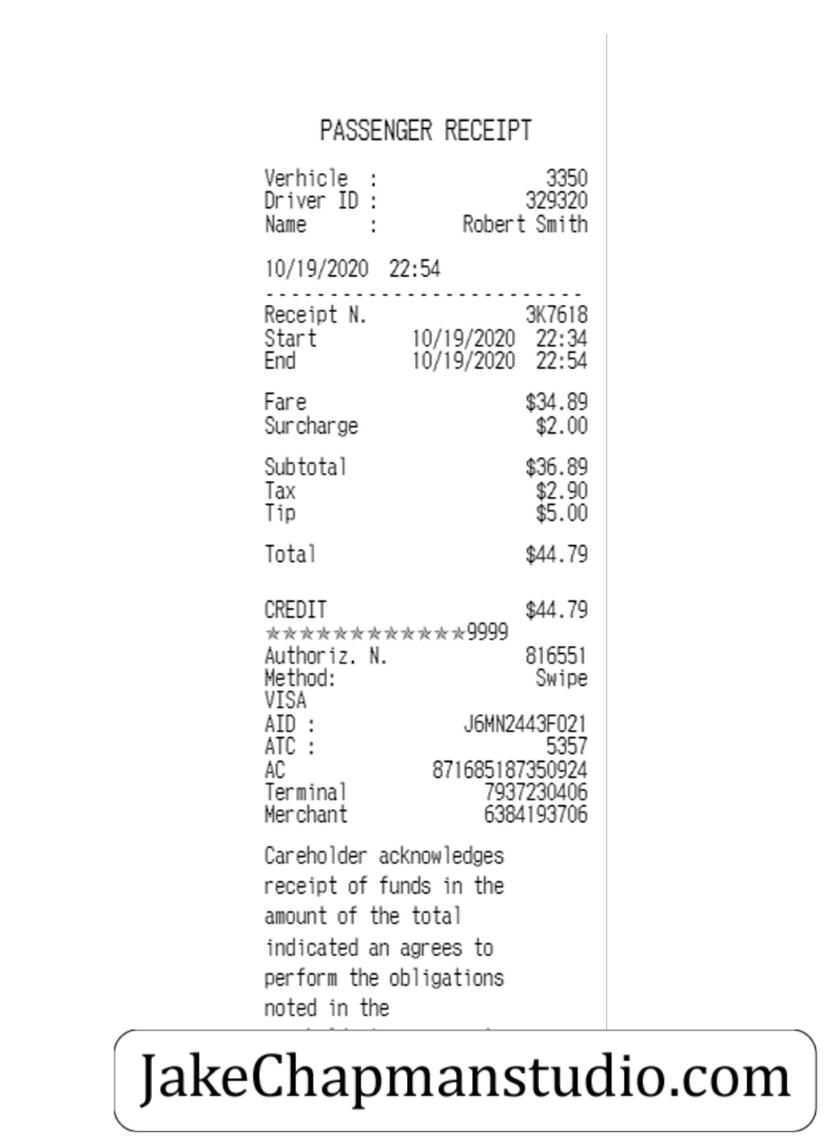 PASSENGER RECEIPT
Verhicle : 3350
Driver ID : 329320
Name : Robert Smith
10/19/2020 22:54
- - - - - - - - - - - - - - - - - - - - - - - - -
Receipt N. 3K7618
Start 10/19/2020 22:34
End 10/19/2020 22:54
Fare $34.89
Surcharge $2.00
Subtotal $36.89
Tax $2.90
Tip $5.00
Total $44.79
CREDIT $44.79
************9999
Authoriz. N. 816551
Method: Swipe
VISA
AID : J6MN2443F021
ATC : 5357
AC 871685187350924
Terminal 7937230406
Merchant 6384193706
Careholder acknowledges
receipt of funds in the
amount of the total
indicated an agrees to
perform the obligations
noted in the
JakeChapmanstudio.com